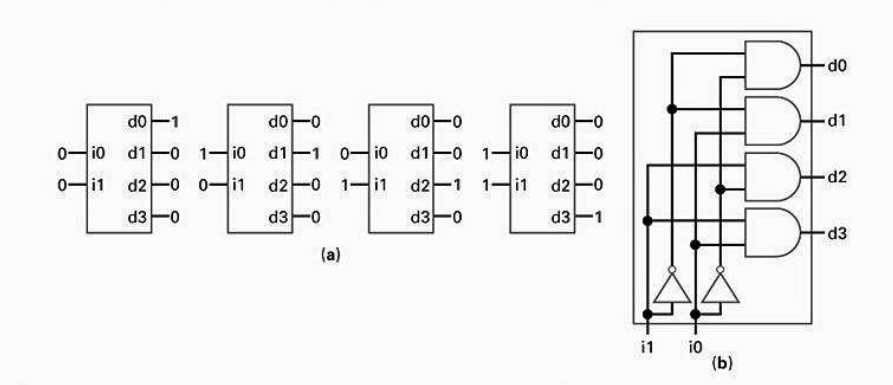 d0 1 d0 0 d0 0 d0 0
0 i0 d1 0 1 i0 d1 1 0 i0 d1 0 1 i0 d1 0
0 i1 d2 0 0 i1 d2 0 1 i1 d2 1 1 i1 d2 0
d3 0 d3 0 d3 0 d3 1
(a)
d0
d1
d2
d3
i1 i0
(b)